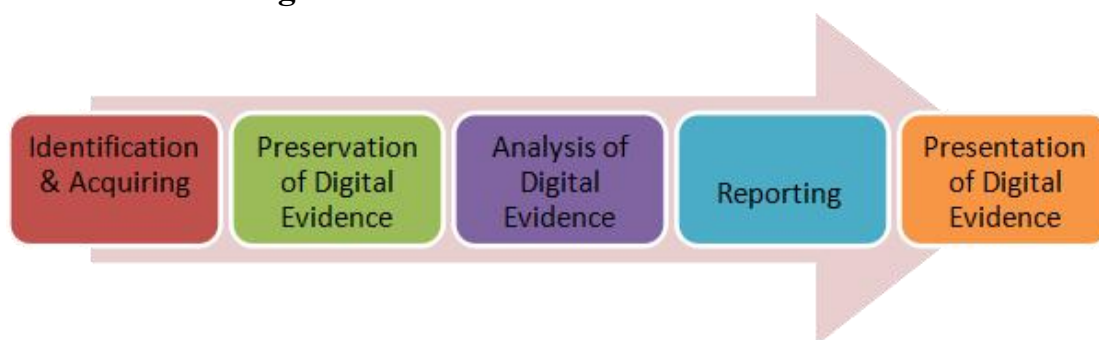 Identification
& Acquiring
Preservation
of Digital
Evidence
Analysis of
Digital
Evidence
Reporting
Presentation
of Digital
Evidence